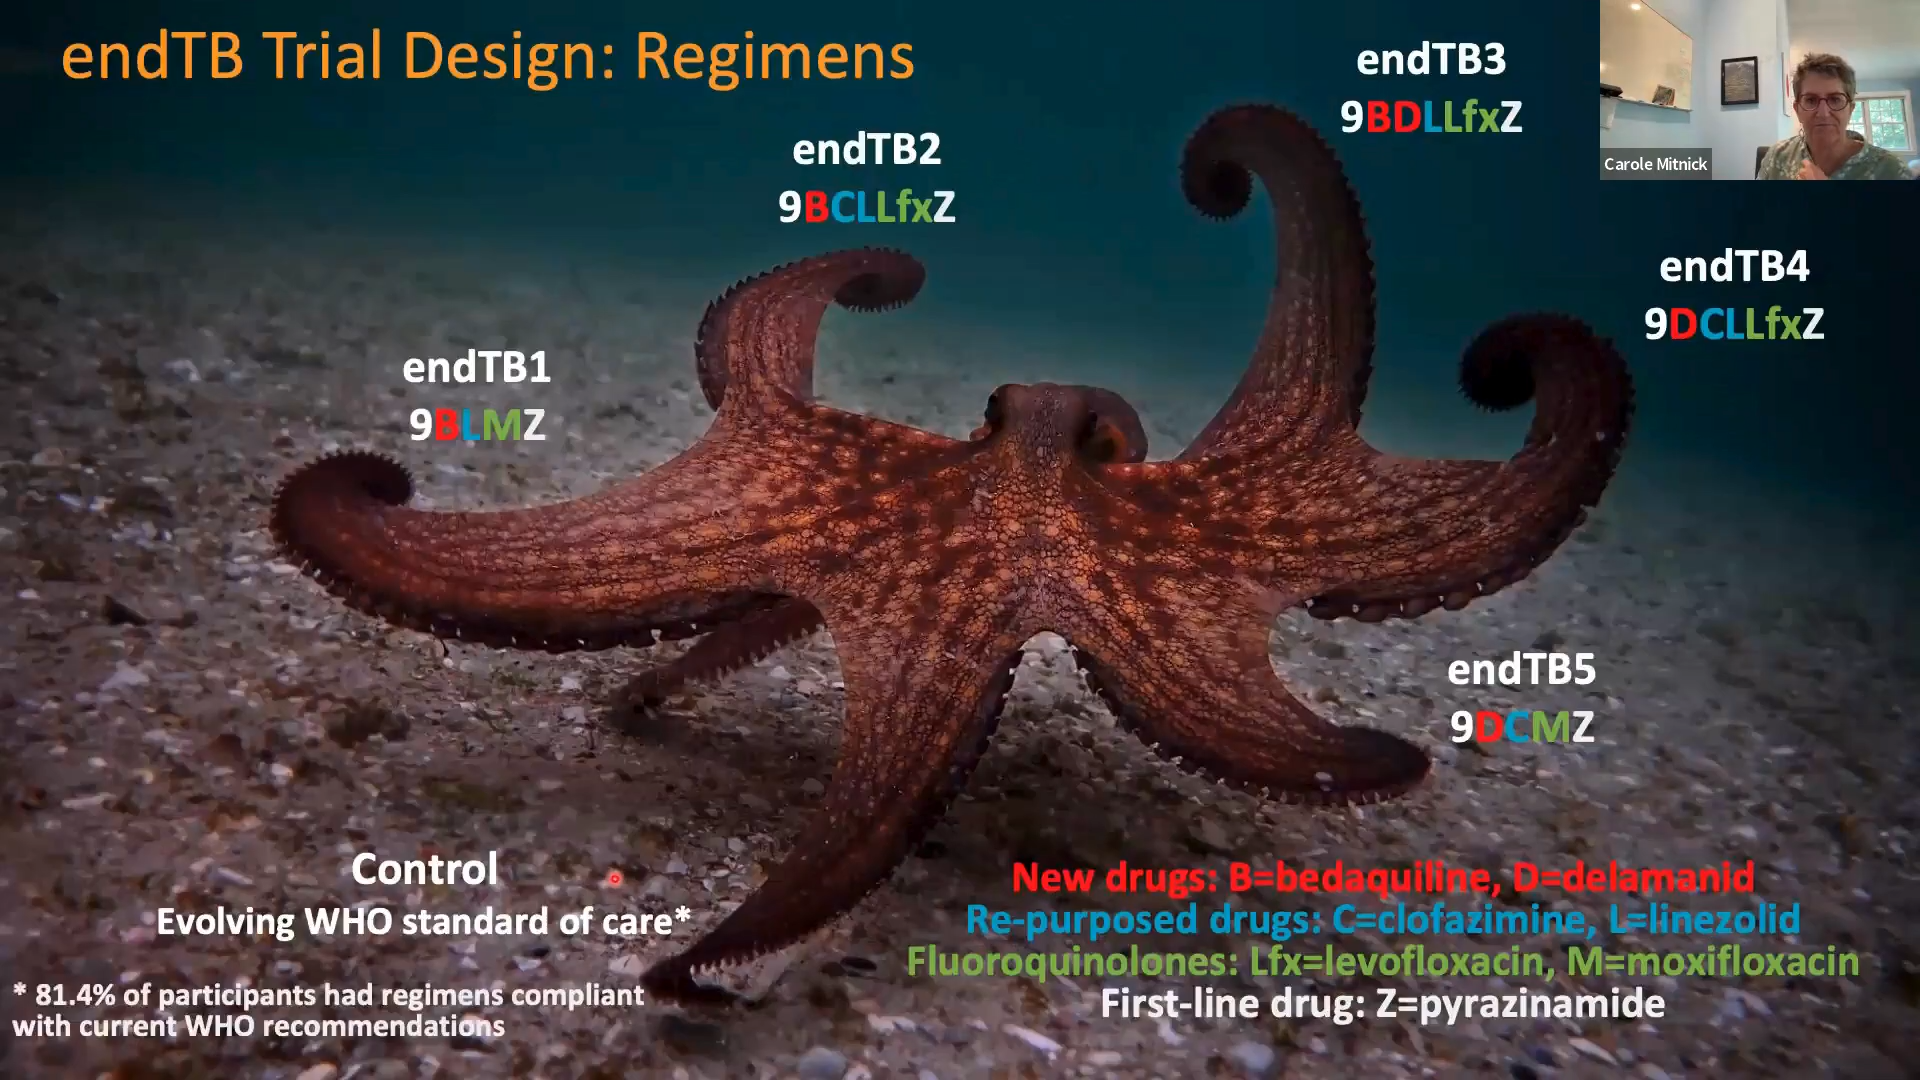 endTB Trial Design: Regimens
endTB3
9BDLLfxZ
Carole Mitnick
endTB2
9BCLLfxZ
endTB4
9DCLLfxZ
endTB1
9BLMZ
endTB5
9DCMZ
Control
Evolving WHO standard of care*
* 81.4% of participants had regimens compliant
with current WHO recommendations
New drugs: B=bedaquiline, D=delamanid
Re-purposed drugs: C=clofazimine, L=linezolid
Fluoroquinolones: Lfx=levofloxacin, M=moxifloxacin
First-line drug: Z=pyrazinamide